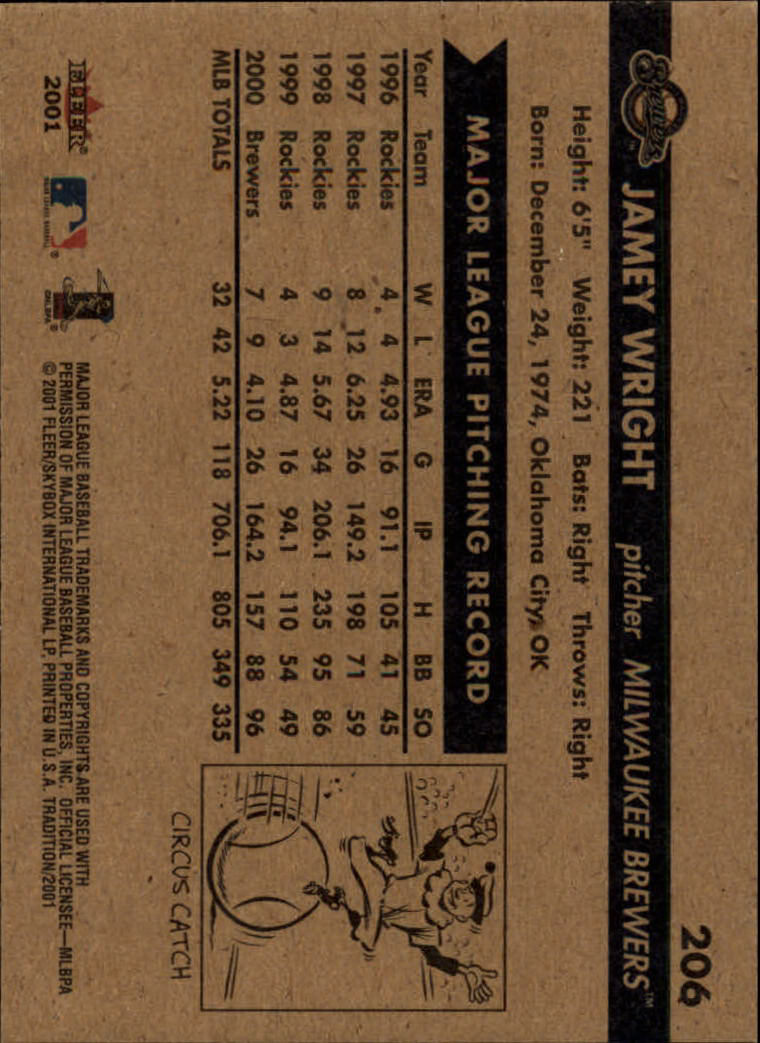 206
Brewers JAMEY WRIGHT pitcher MILWAUKEE BREWERS™
Height: 6'5" Weight: 221 Bats: Right Throws: Right
Born: December 24, 1974, Oklahoma City, OK
MAJOR LEAGUE PITCHING RECORD
Year Team W L ERA G IP H BB SO
1996 Rockies 4 4 4.93 16 91.1 105 41 45
1997 Rockies 8 12 6.25 26 149.2 198 71 59
1998 Rockies 9 14 5.67 34 206.1 235 95 86
1999 Rockies 4 3 4.87 16 94.1 110 54 49
2000 Brewers 7 9 4.10 26 164.2 157 88 96
MLB TOTALS 32 42 5.22 118 706.1 805 349 335
CIRCUS CATCH
FLEER®
2001
MAJOR LEAGUE BASEBALL ®
©MLBPA
MAJOR LEAGUE BASEBALL TRADEMARKS AND COPYRIGHTS ARE USED WITH
PERMISSION OF MAJOR LEAGUE BASEBALL PROPERTIES, INC. OFFICIAL LICENSEE—MLBPA
© 2001 FLEER/SKYBOX INTERNATIONAL LP. PRINTED IN U.S.A. TRADITION/2001